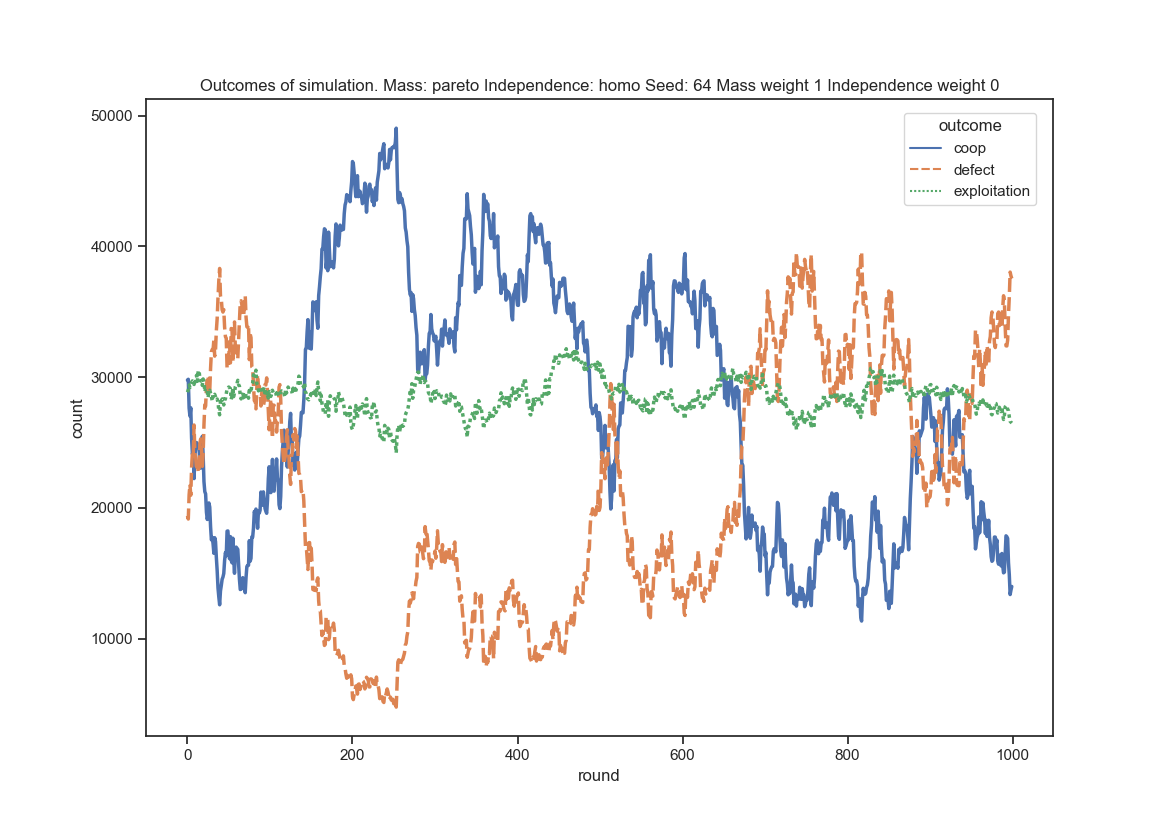 Outcomes of simulation. Mass: pareto Independence: homo Seed: 64 Mass weight 1 Independence weight 0
50000
40000
30000
20000
10000
count
outcome
coop
defect
exploitation
0
200
400
600
800
1000
round